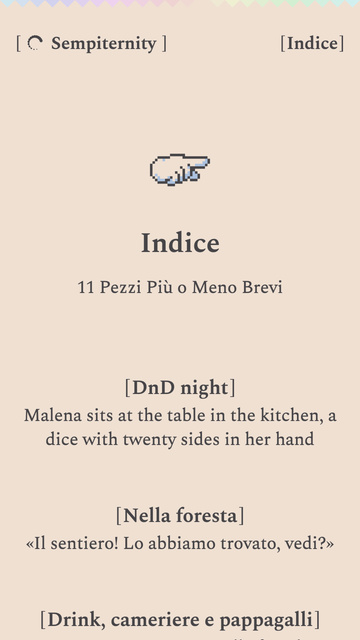 [ Sempiternity ] [Indice]
Indice
11 Pezzi Più o Meno Brevi
[DnD night]
Malena sits at the table in the kitchen, a
dice with twenty sides in her hand
[Nella foresta]
«Il sentiero! Lo abbiamo trovato, vedi?»
[Drink, cameriere e pappagalli]